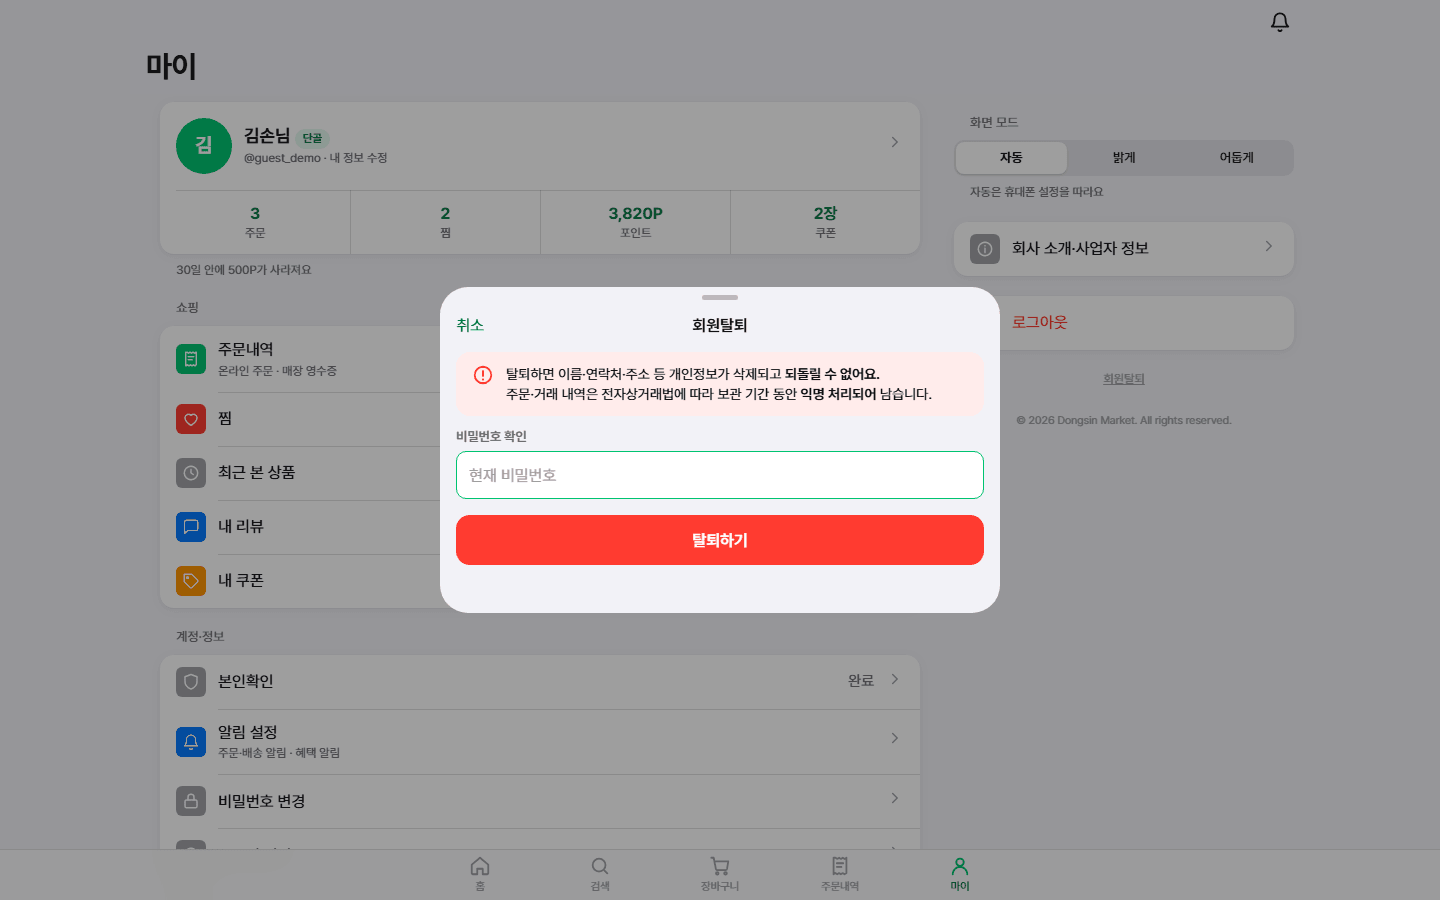 마이
김
김손님 단골
@guest_demo · 내 정보 수정
3
주문
2
찜
3,820P
포인트
2장
쿠폰
30일 안에 500P가 사라져요
쇼핑
주문내역
온라인 주문 · 매장 영수증
찜
최근 본 상품
내 리뷰
내 쿠폰
계정·정보
본인확인
완료
알림 설정
주문·배송 알림 · 혜택 알림
비밀번호 변경
화면 모드
자동
밝게
어둡게
자동은 휴대폰 설정을 따라요
회사 소개·사업자 정보
로그아웃
회원탈퇴
© 2026 Dongsin Market. All rights reserved.
취소
회원탈퇴
탈퇴하면 이름·연락처·주소 등 개인정보가 삭제되고 되돌릴 수 없어요.
주문·거래 내역은 전자상거래법에 따라 보관 기간 동안 익명 처리되어 남습니다.
비밀번호 확인
현재 비밀번호
탈퇴하기
홈
검색
장바구니
주문내역
마이